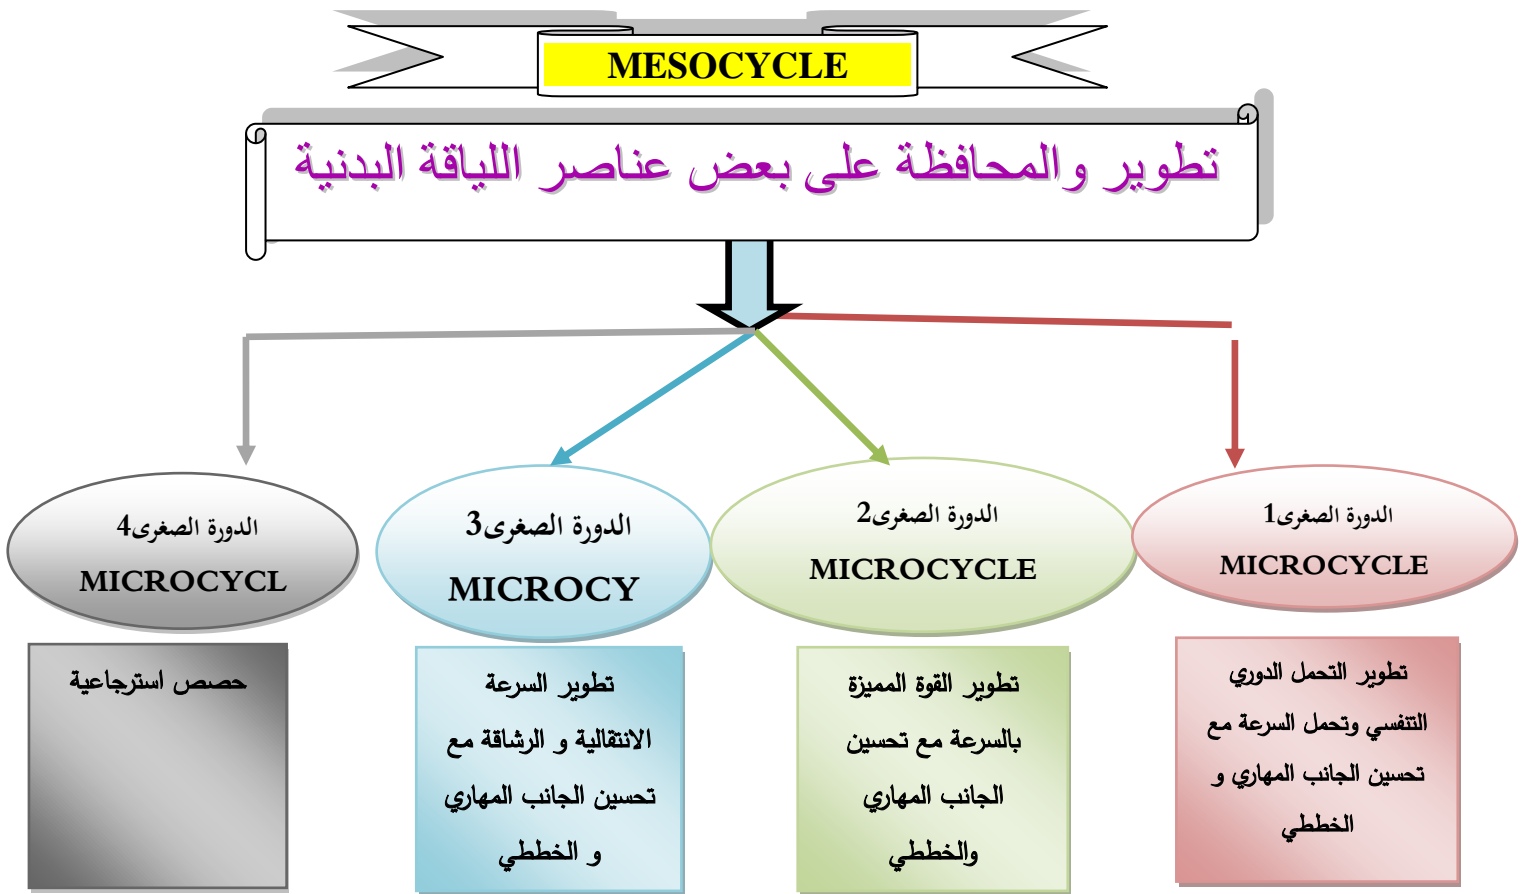 MESOCYCLE
تطوير والمحافظة على بعض عناصر اللياقة البدنية
الدورة الصغرى1
MICROCYCLE
الدورة الصغرى2
MICROCYCLE
الدورة الصغرى3
MICROCY
الدورة الصغرى4
MICROCYCL
تطوير التحمل الدوري
التنفسي وتحمل السرعة مع
تحسين الجانب المهاري و
الخططي
تطوير القوة المميزة
بالسرعة مع تحسين
الجانب المهاري
والخططي
تطوير السرعة
الانتقالية و الرشاقة مع
تحسين الجانب المهاري
و الخططي
حصص استرجاعية